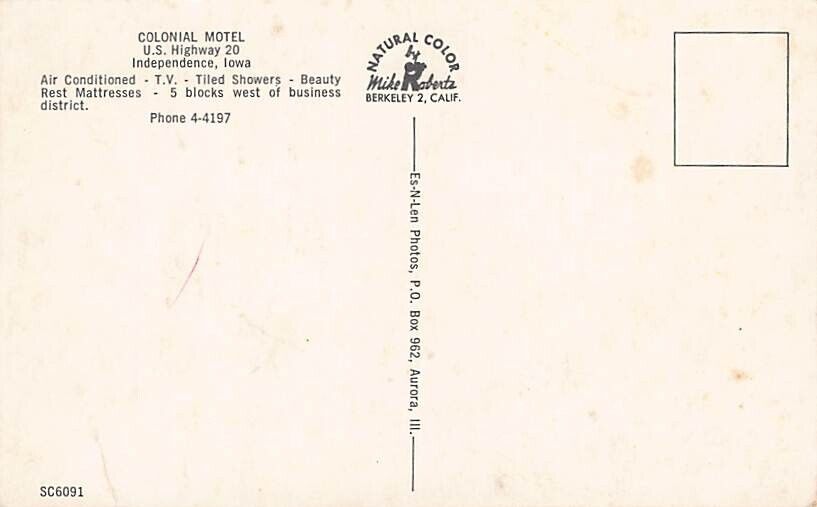 COLONIAL MOTEL
U.S. Highway 20
Independence, Iowa
Air Conditioned - T.V. - Tiled Showers - Beauty
Rest Mattresses - 5 blocks west of business
district.
Phone 4-4197
NATURAL COLOR
by
Mike Roberts
BERKELEY 2, CALIF.
Es-N-Len Photos, P.O. Box 962, Aurora, Ill.
SC6091